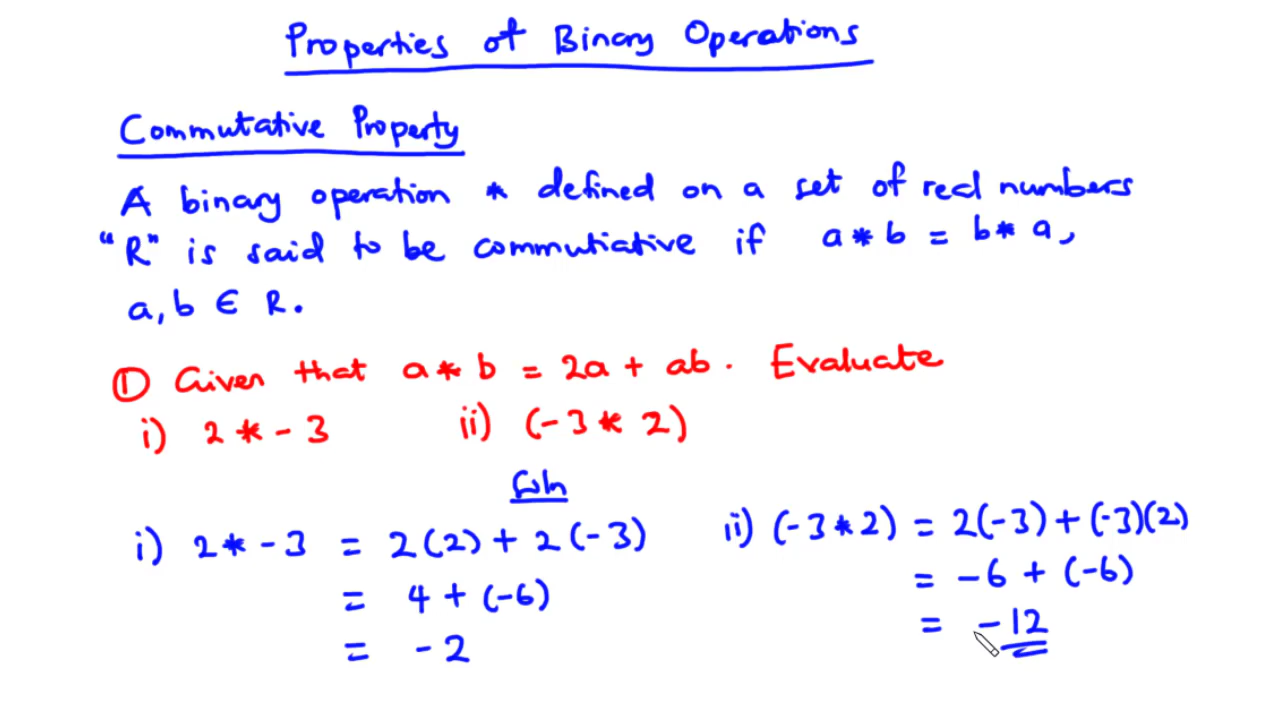 Properties of Binary Operations
Commutative Property
A binary operation * defined on a set of real numbers
"R" is said to be commutiative if a * b = b * a,
a, b ∈ R.
① Given that a * b = 2a + ab. Evaluate
i) 2 * - 3 ii) (- 3 * 2)
Soln
i) 2 * - 3 = 2(2) + 2(-3)
= 4 + (-6)
= - 2
ii) (-3 * 2) = 2(-3) + (-3)(2)
= -6 + (-6)
= -12